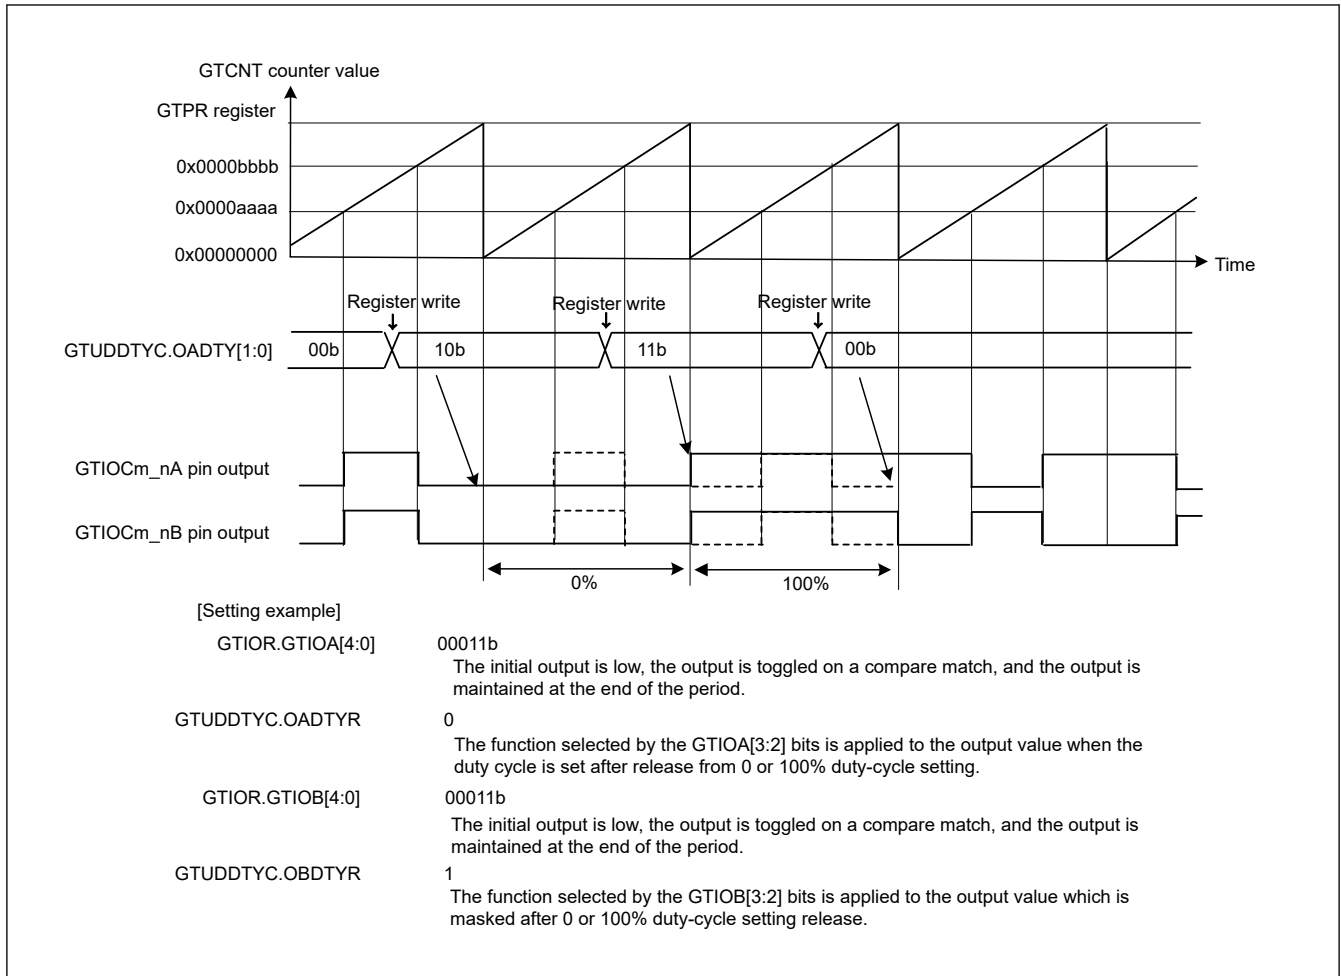 GTCNT counter value
GTPR register
0x0000bbbb
0x0000aaaa
0x00000000
Time
Register write
Register write
Register write
GTUDDTYC.OADTY[1:0]
00b
10b
11b
00b
GTIOCm_nA pin output
GTIOCm_nB pin output
0%
100%
[Setting example]
GTIOR.GTIOA[4:0]
00011b
The initial output is low, the output is toggled on a compare match, and the output is
maintained at the end of the period.
GTUDDTYC.OADTYR
0
The function selected by the GTIOA[3:2] bits is applied to the output value when the
duty cycle is set after release from 0 or 100% duty-cycle setting.
GTIOR.GTIOB[4:0]
00011b
The initial output is low, the output is toggled on a compare match, and the output is
maintained at the end of the period.
GTUDDTYC.OBDTYR
1
The function selected by the GTIOB[3:2] bits is applied to the output value which is
masked after 0 or 100% duty-cycle setting release.